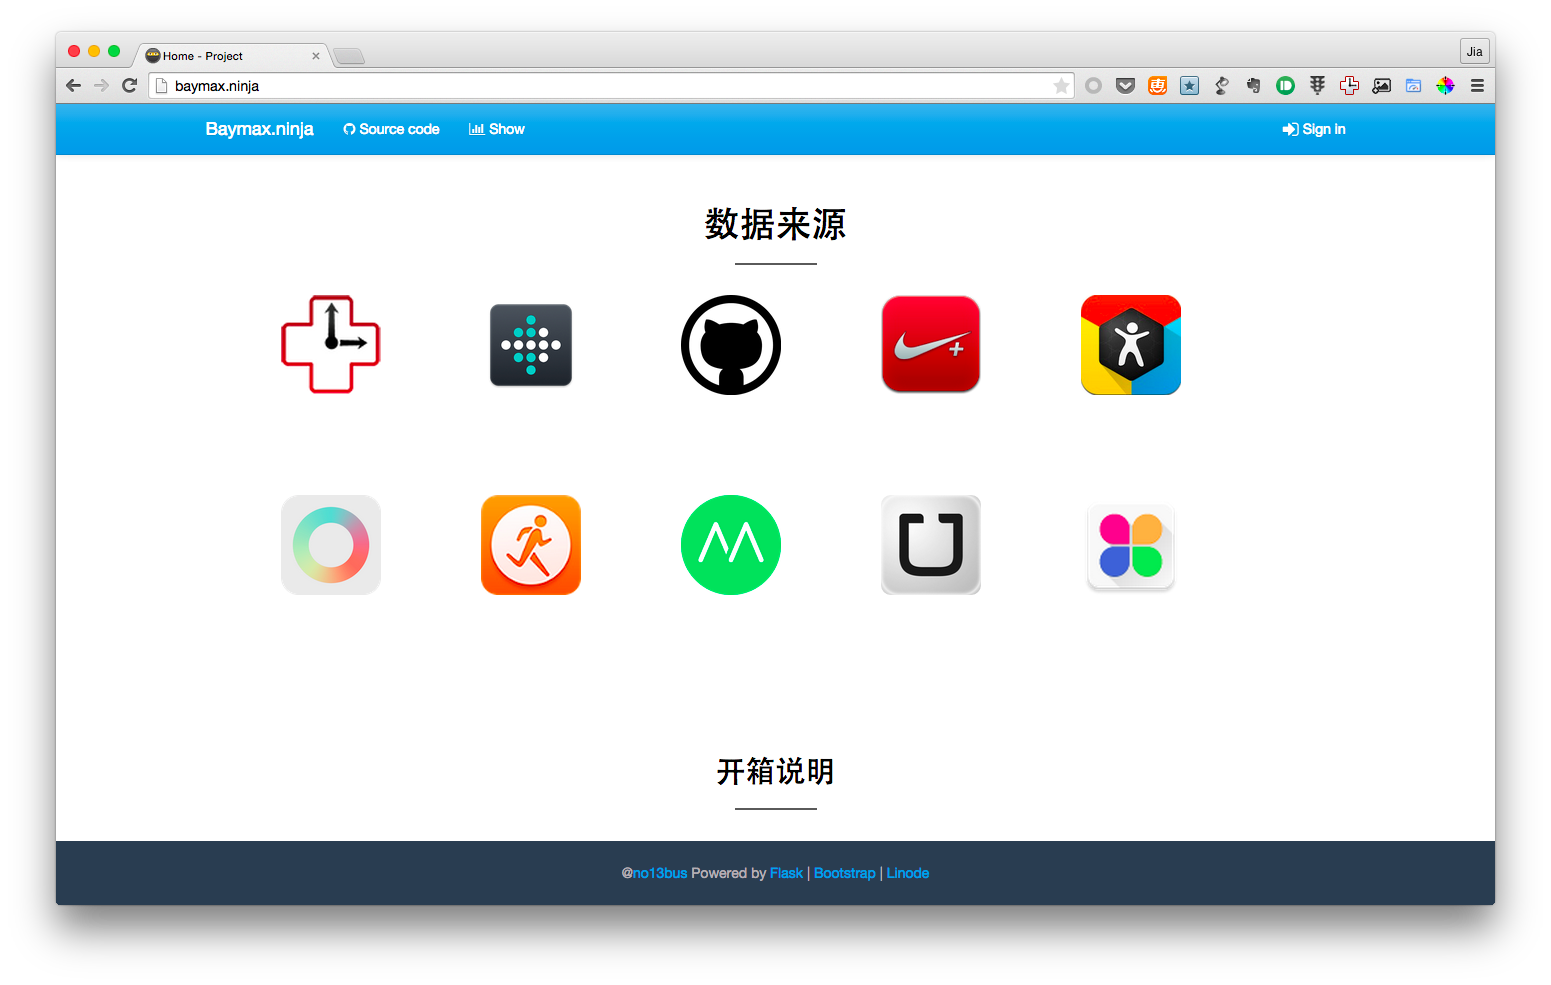 Home - Project
Jia
baymax.ninja
Baymax.ninja Source code Show Sign in
数据来源
开箱说明
@no13bus Powered by Flask | Bootstrap | Linode